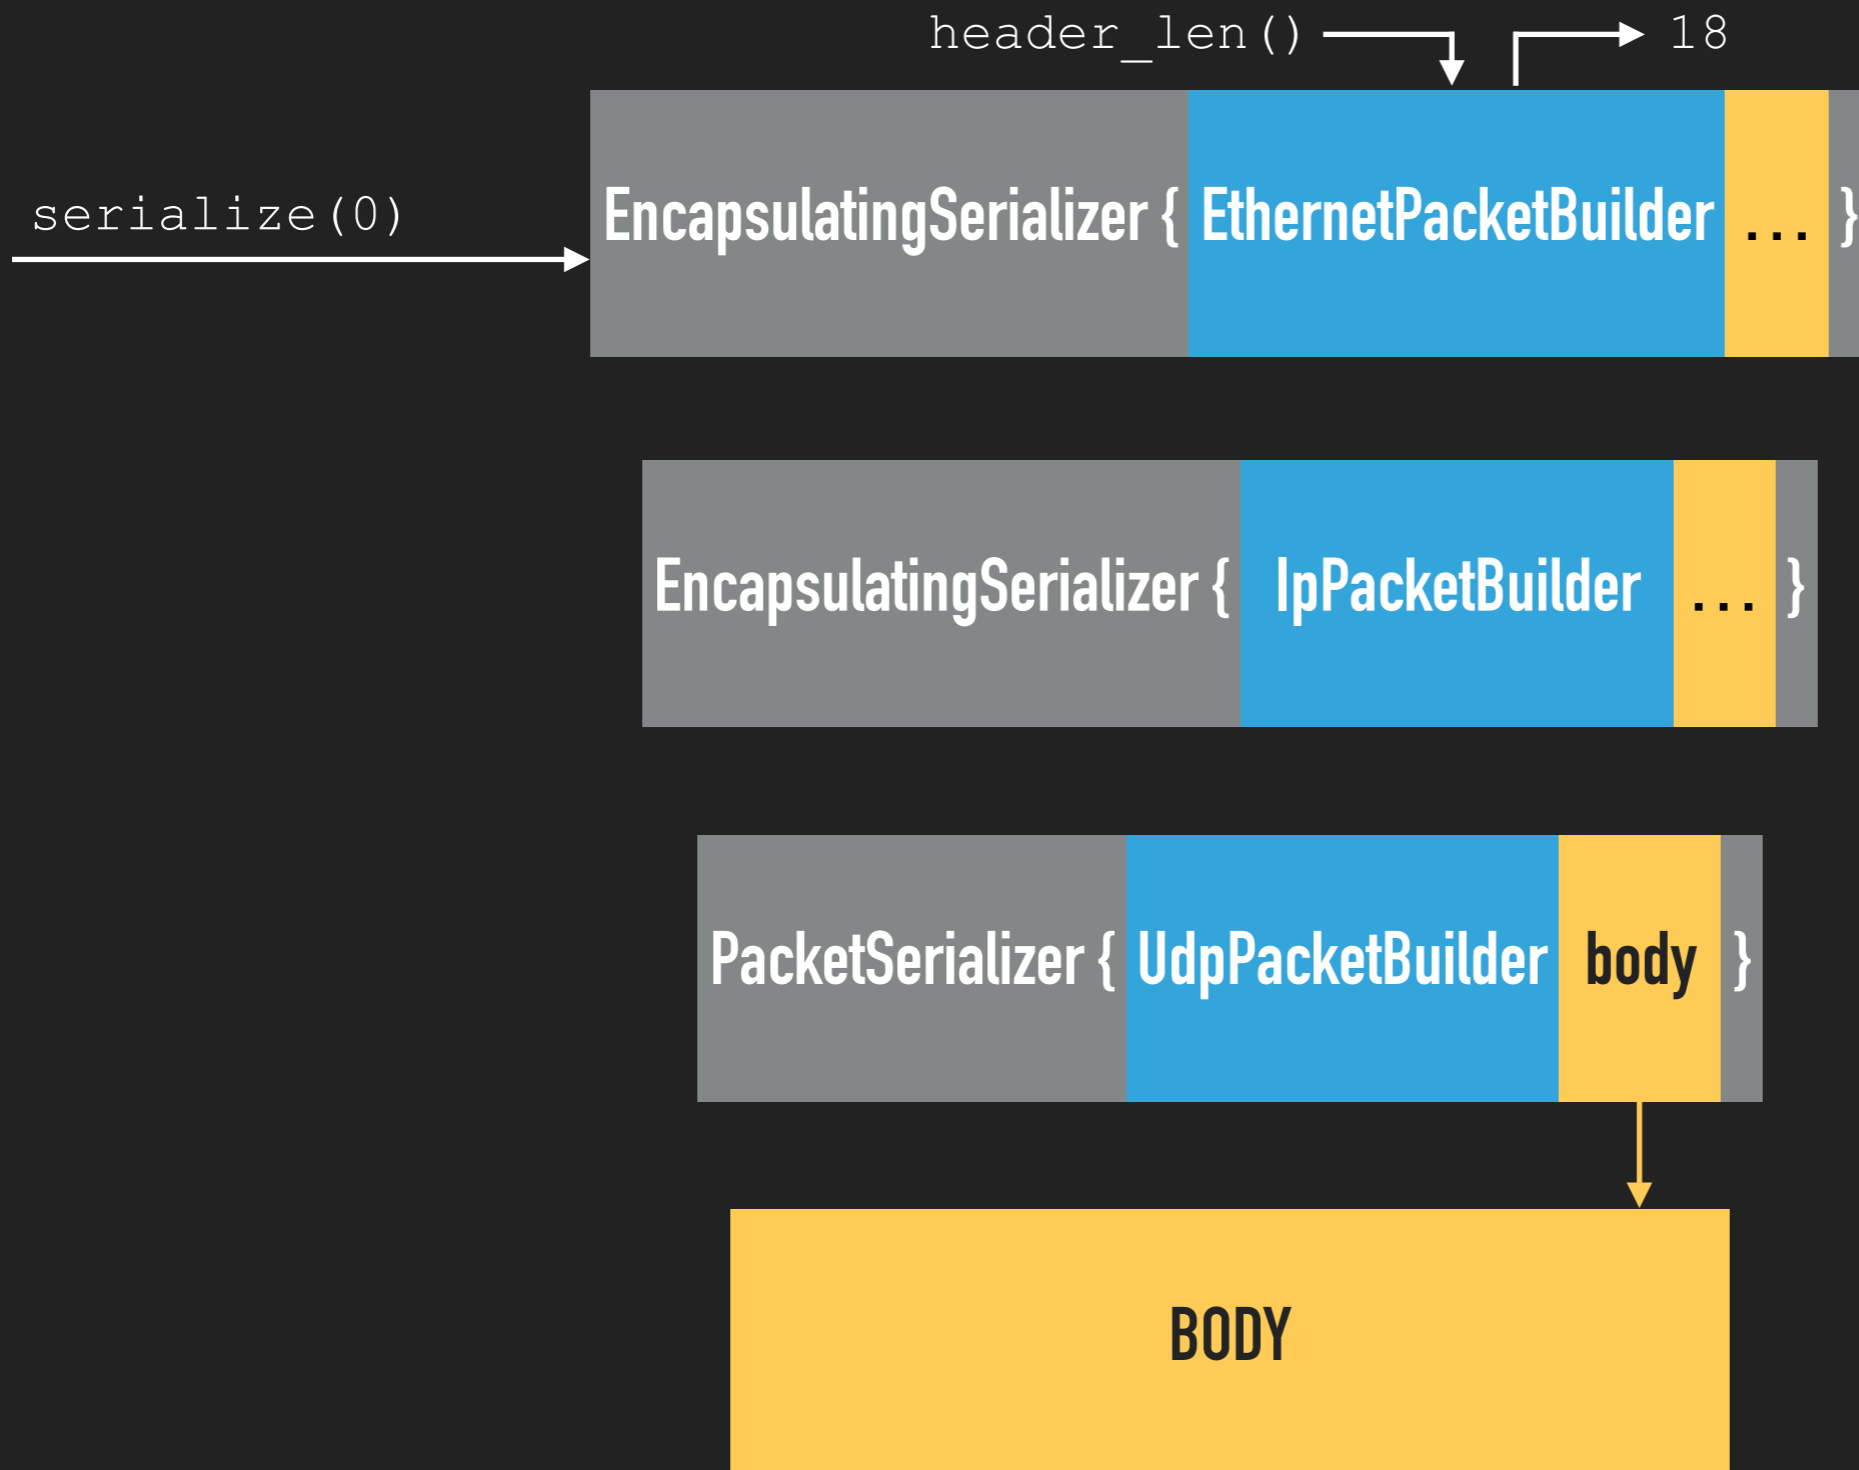 header_len() 18
serialize(0)
EncapsulatingSerializer { EthernetPacketBuilder ... }
EncapsulatingSerializer { IpPacketBuilder ... }
PacketSerializer { UdpPacketBuilder body }
BODY